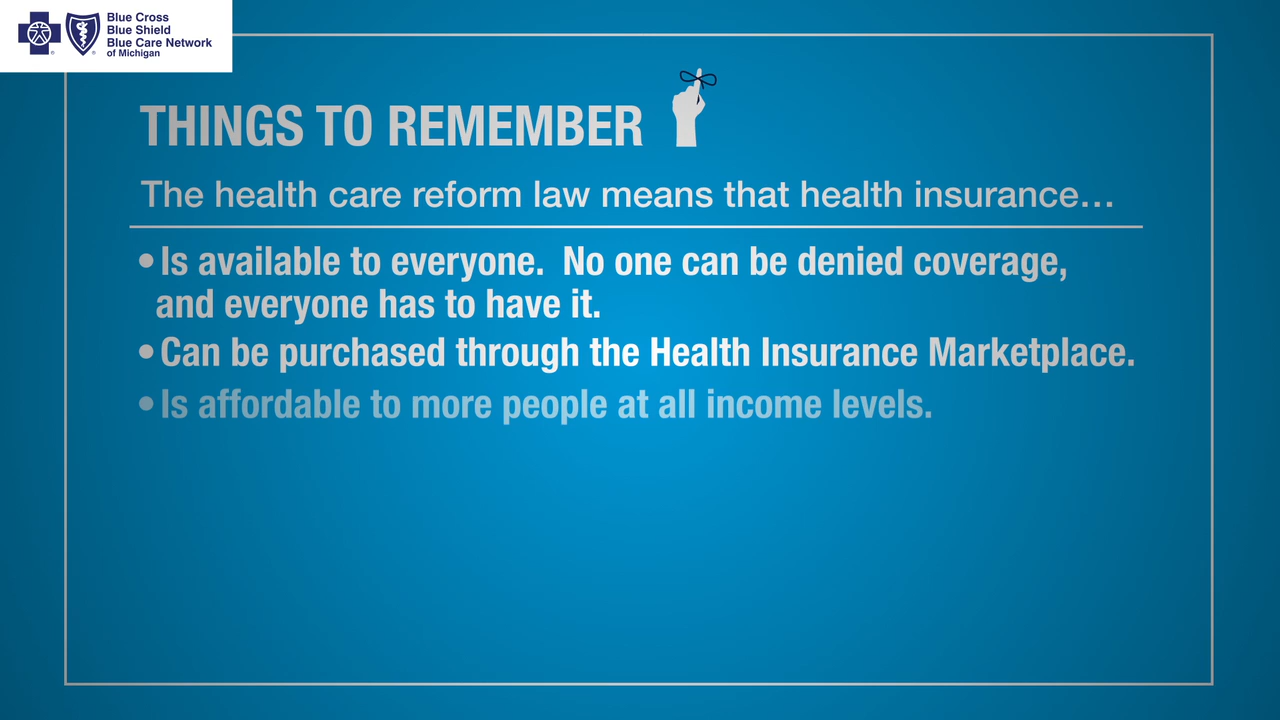 Blue Cross
Blue Shield
Blue Care Network
of Michigan
THINGS TO REMEMBER
The health care reform law means that health insurance...
•Is available to everyone.  No one can be denied coverage,
and everyone has to have it.
•Can be purchased through the Health Insurance Marketplace.
•Is affordable to more people at all income levels.